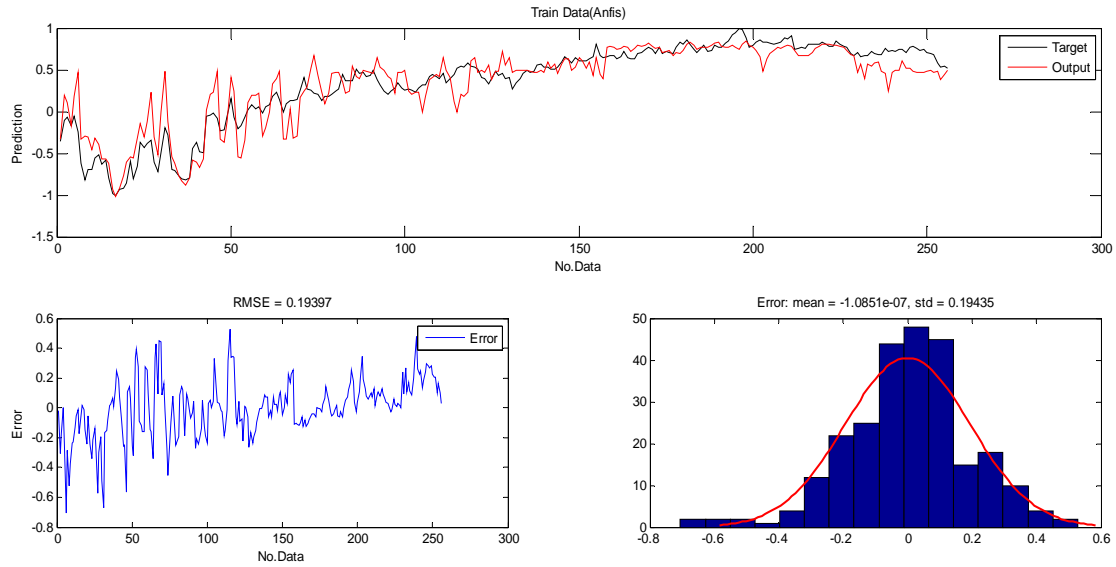 Train Data(Anfis)
1
0.5
0
-0.5
-1
-1.5
Prediction
Target
Output
0 50 100 150 200 250 300
No.Data
RMSE = 0.19397
0.6
0.4
0.2
0
-0.2
-0.4
-0.6
-0.8
Error
Error
0 50 100 150 200 250 300
No.Data
Error: mean = -1.0851e-07, std = 0.19435
50
40
30
20
10
0
-0.8 -0.6 -0.4 -0.2 0 0.2 0.4 0.6